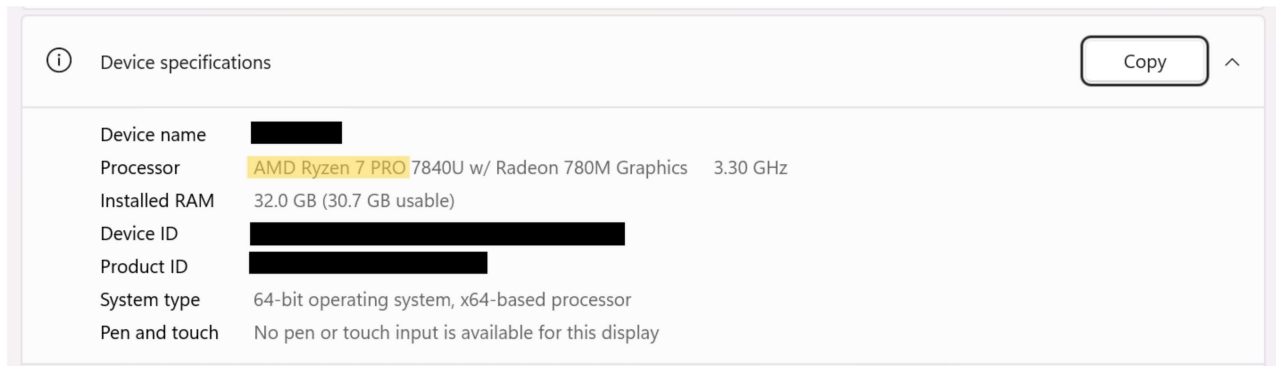 Device specifications
Copy
Device name
Processor AMD Ryzen 7 PRO 7840U w/ Radeon 780M Graphics 3.30 GHz
Installed RAM 32.0 GB (30.7 GB usable)
Device ID
Product ID
System type 64-bit operating system, x64-based processor
Pen and touch No pen or touch input is available for this display